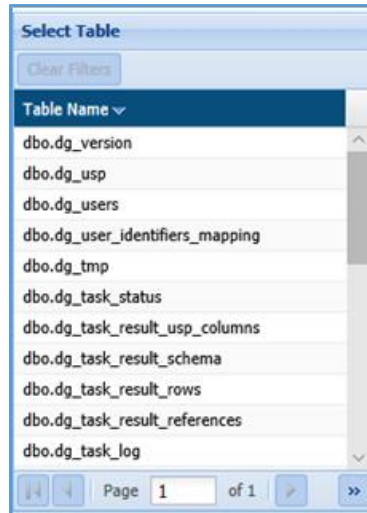 Select Table
Clear Filters
Table Name
dbo.dg_version
dbo.dg_usp
dbo.dg_users
dbo.dg_user_identifiers_mapping
dbo.dg_tmp
dbo.dg_task_status
dbo.dg_task_result_usp_columns
dbo.dg_task_result_schema
dbo.dg_task_result_rows
dbo.dg_task_result_references
dbo.dg_task_log
Page 1 of 1 »